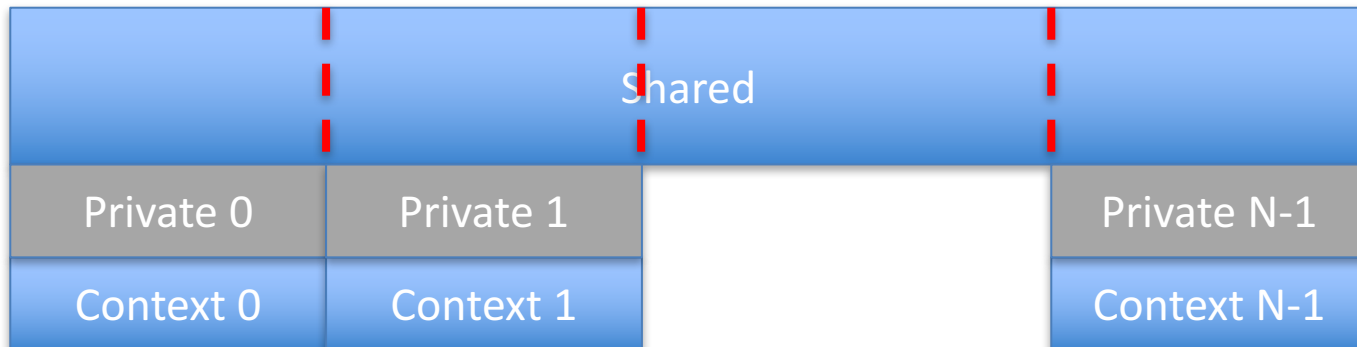 Shared
Private 0
Private 1
Private N-1
Context 0
Context 1
Context N-1